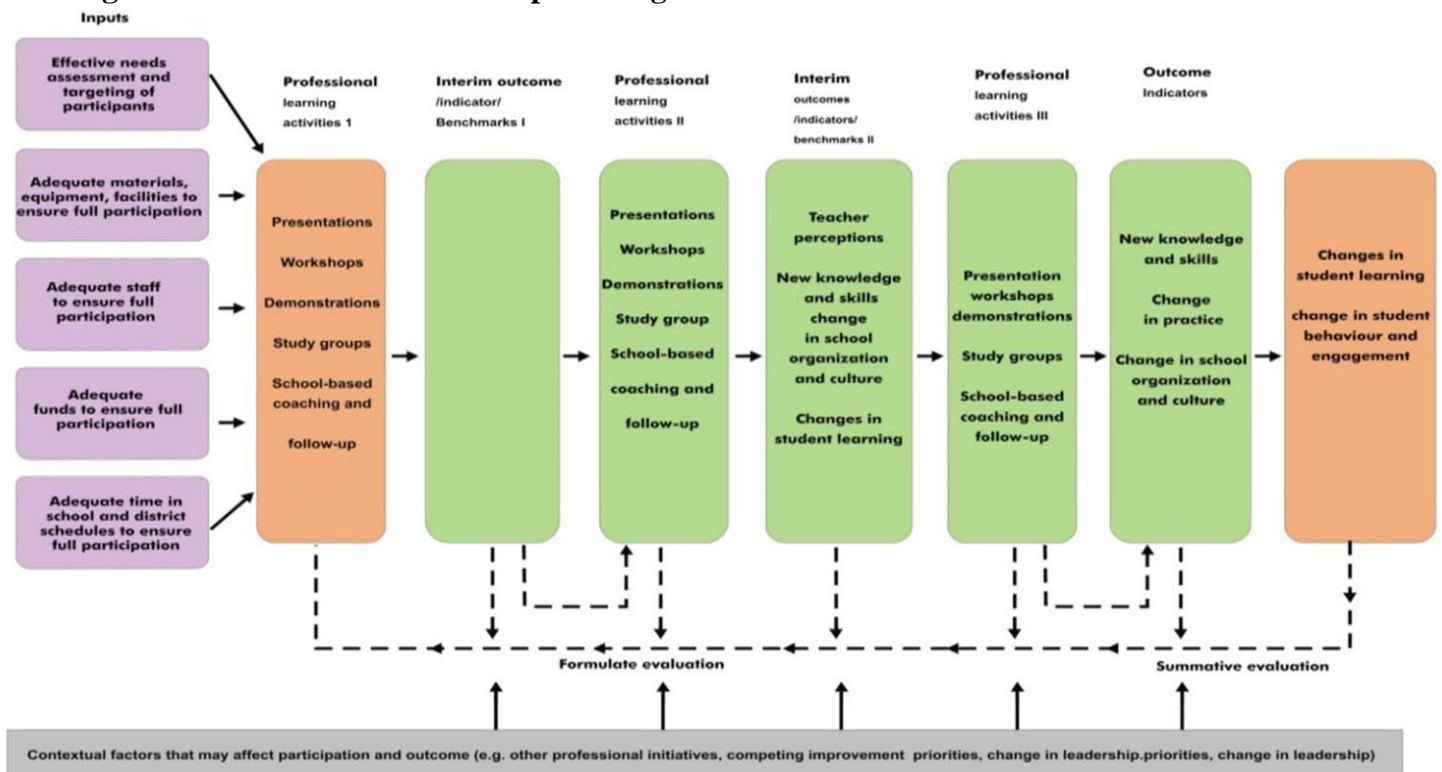 Inputs
Effective needs
assessment and
targeting of
participants
Adequate materials,
equipment, facilities to
ensure full participation
Adequate staff
to ensure full
participation
Adequate
funds to ensure full
participation
Adequate time in
school and district
schedules to ensure
full participation
Professional
learning
activities 1
Presentations
Workshops
Demonstrations
Study groups
School-based
coaching and
follow-up
Interim outcome
/indicator/
Benchmarks I
Professional
learning
activities II
Presentations
Workshops
Demonstrations
Study group
School-based
coaching and
follow-up
Interim
outcomes
/indicators/
benchmarks II
Teacher
perceptions
New knowledge
and skills
change
in school
organization
and culture
Changes in
student learning
Professional
learning
activities III
Presentation
workshops
demonstrations
Study groups
School-based
coaching and
follow-up
Outcome
Indicators
New knowledge
and skills
Change
in practice
Change in school
organization
and culture
Changes in
student learning
change in student
behaviour and
engagement
Formulate evaluation
Summative evaluation
Contextual factors that may affect participation and outcome (e.g. other professional initiatives, competing improvement priorities, change in leadership.priorities, change in leadership)